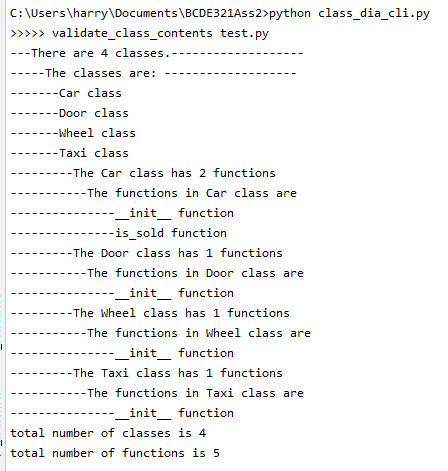 C:\Users\harry\Documents\BCDE321Ass2>python class_dia_cli.py
>>>>> validate_class_contents test.py
---There are 4 classes.-------------------
-----The classes are: -------------------
-------Car class
-------Door class
-------Wheel class
-------Taxi class
---------The Car class has 2 functions
-----------The functions in Car class are
---------------__init__ function
---------------is_sold function
---------The Door class has 1 functions
-----------The functions in Door class are
---------------__init__ function
---------The Wheel class has 1 functions
-----------The functions in Wheel class are
---------------__init__ function
---------The Taxi class has 1 functions
-----------The functions in Taxi class are
---------------__init__ function
total number of classes is 4
total number of functions is 5